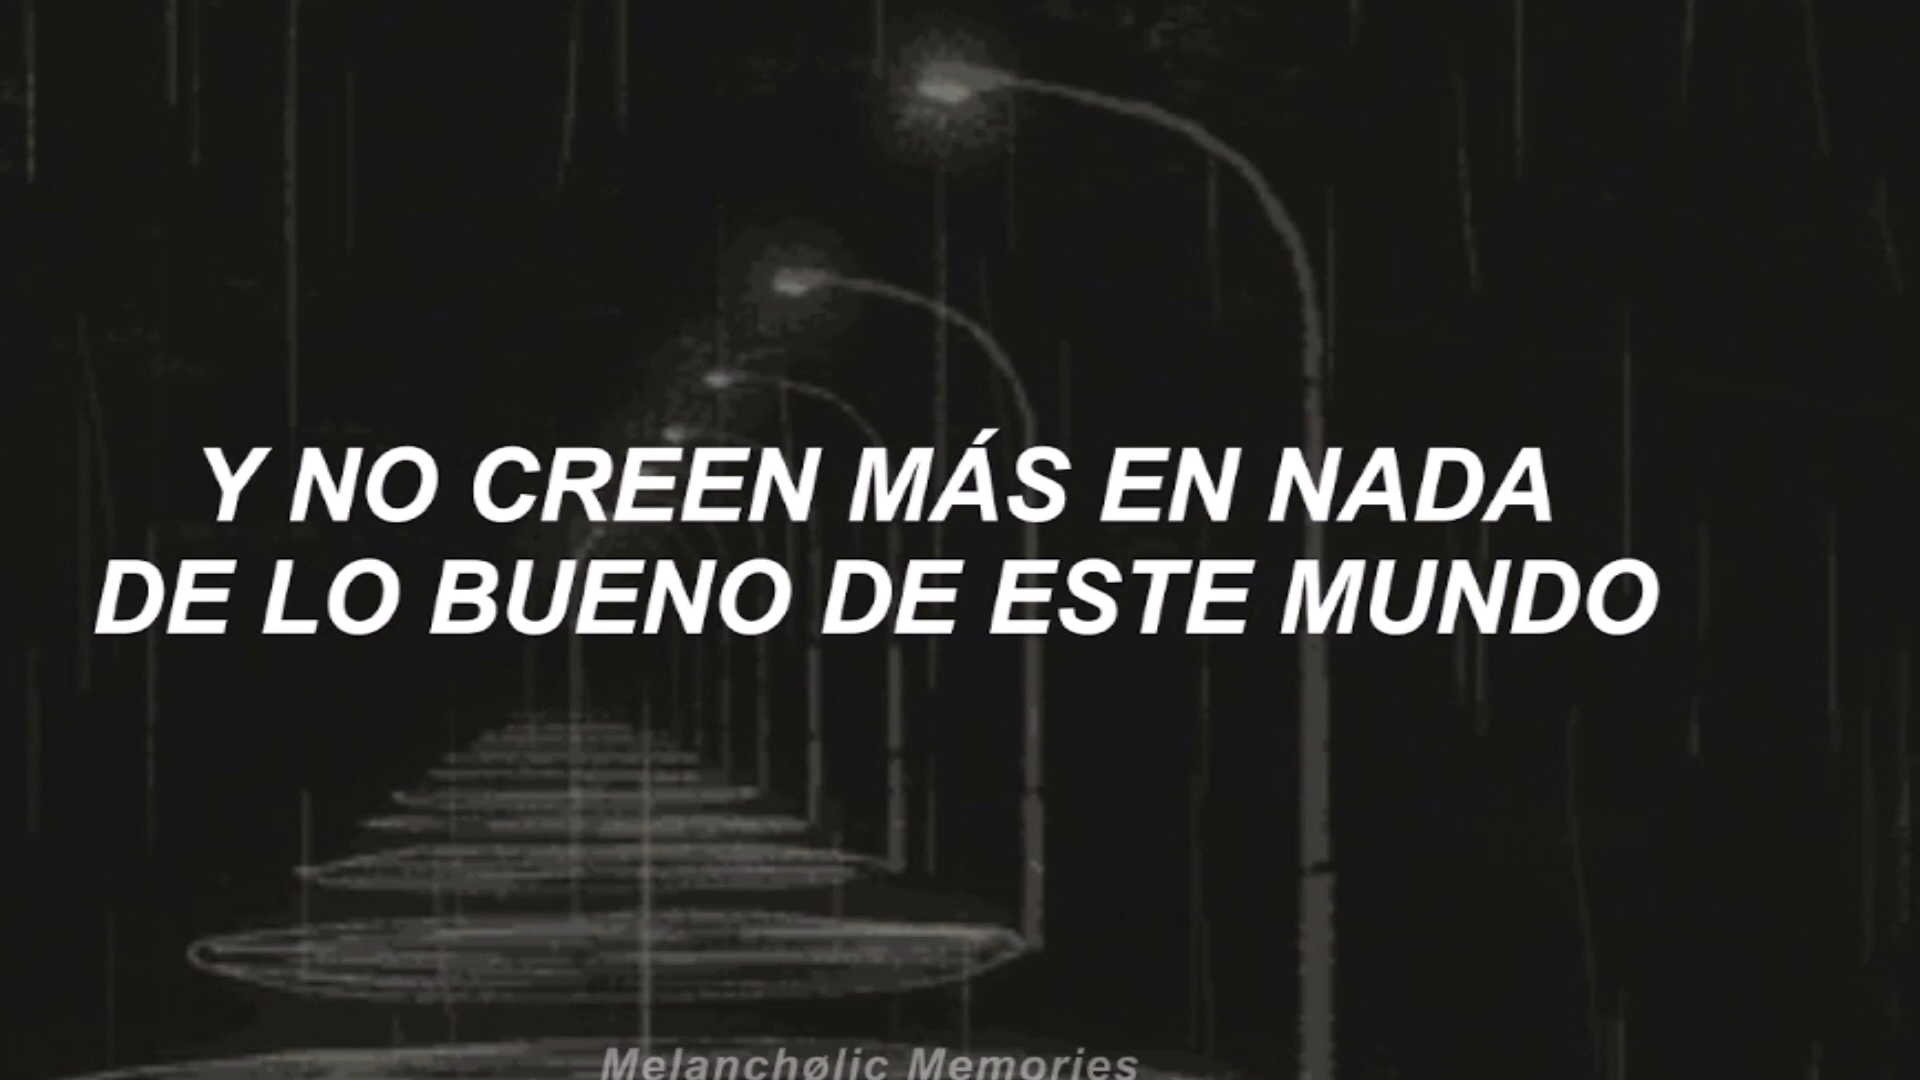 Y NO CREEN MÁS EN NADA
DE LO BUENO DE ESTE MUNDO
Melanchølic Memories